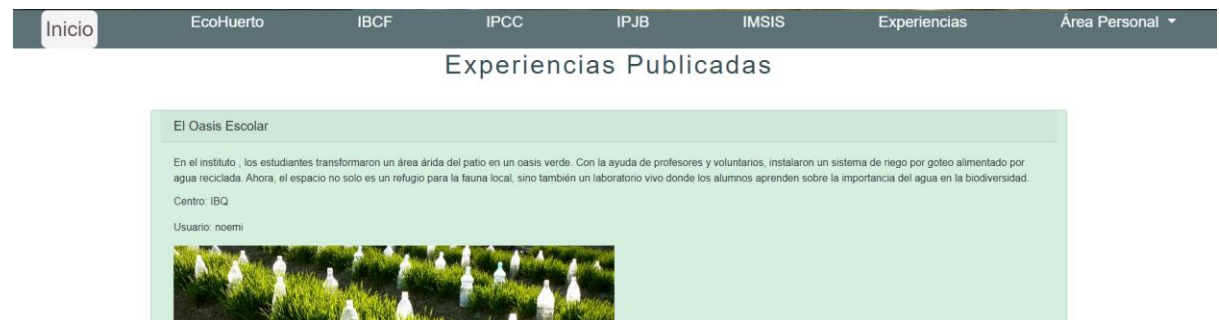 Inicio EcoHuerto IBCF IPCC IPJB IMSIS Experiencias Área Personal
Experiencias Publicadas
El Oasis Escolar
En el instituto , los estudiantes transformaron un área árida del patio en un oasis verde. Con la ayuda de profesores y voluntarios, instalaron un sistema de riego por goteo alimentado por
agua reciclada. Ahora, el espacio no solo es un refugio para la fauna local, sino también un laboratorio vivo donde los alumnos aprenden sobre la importancia del agua en la biodiversidad.
Centro: IBQ
Usuario: noemi